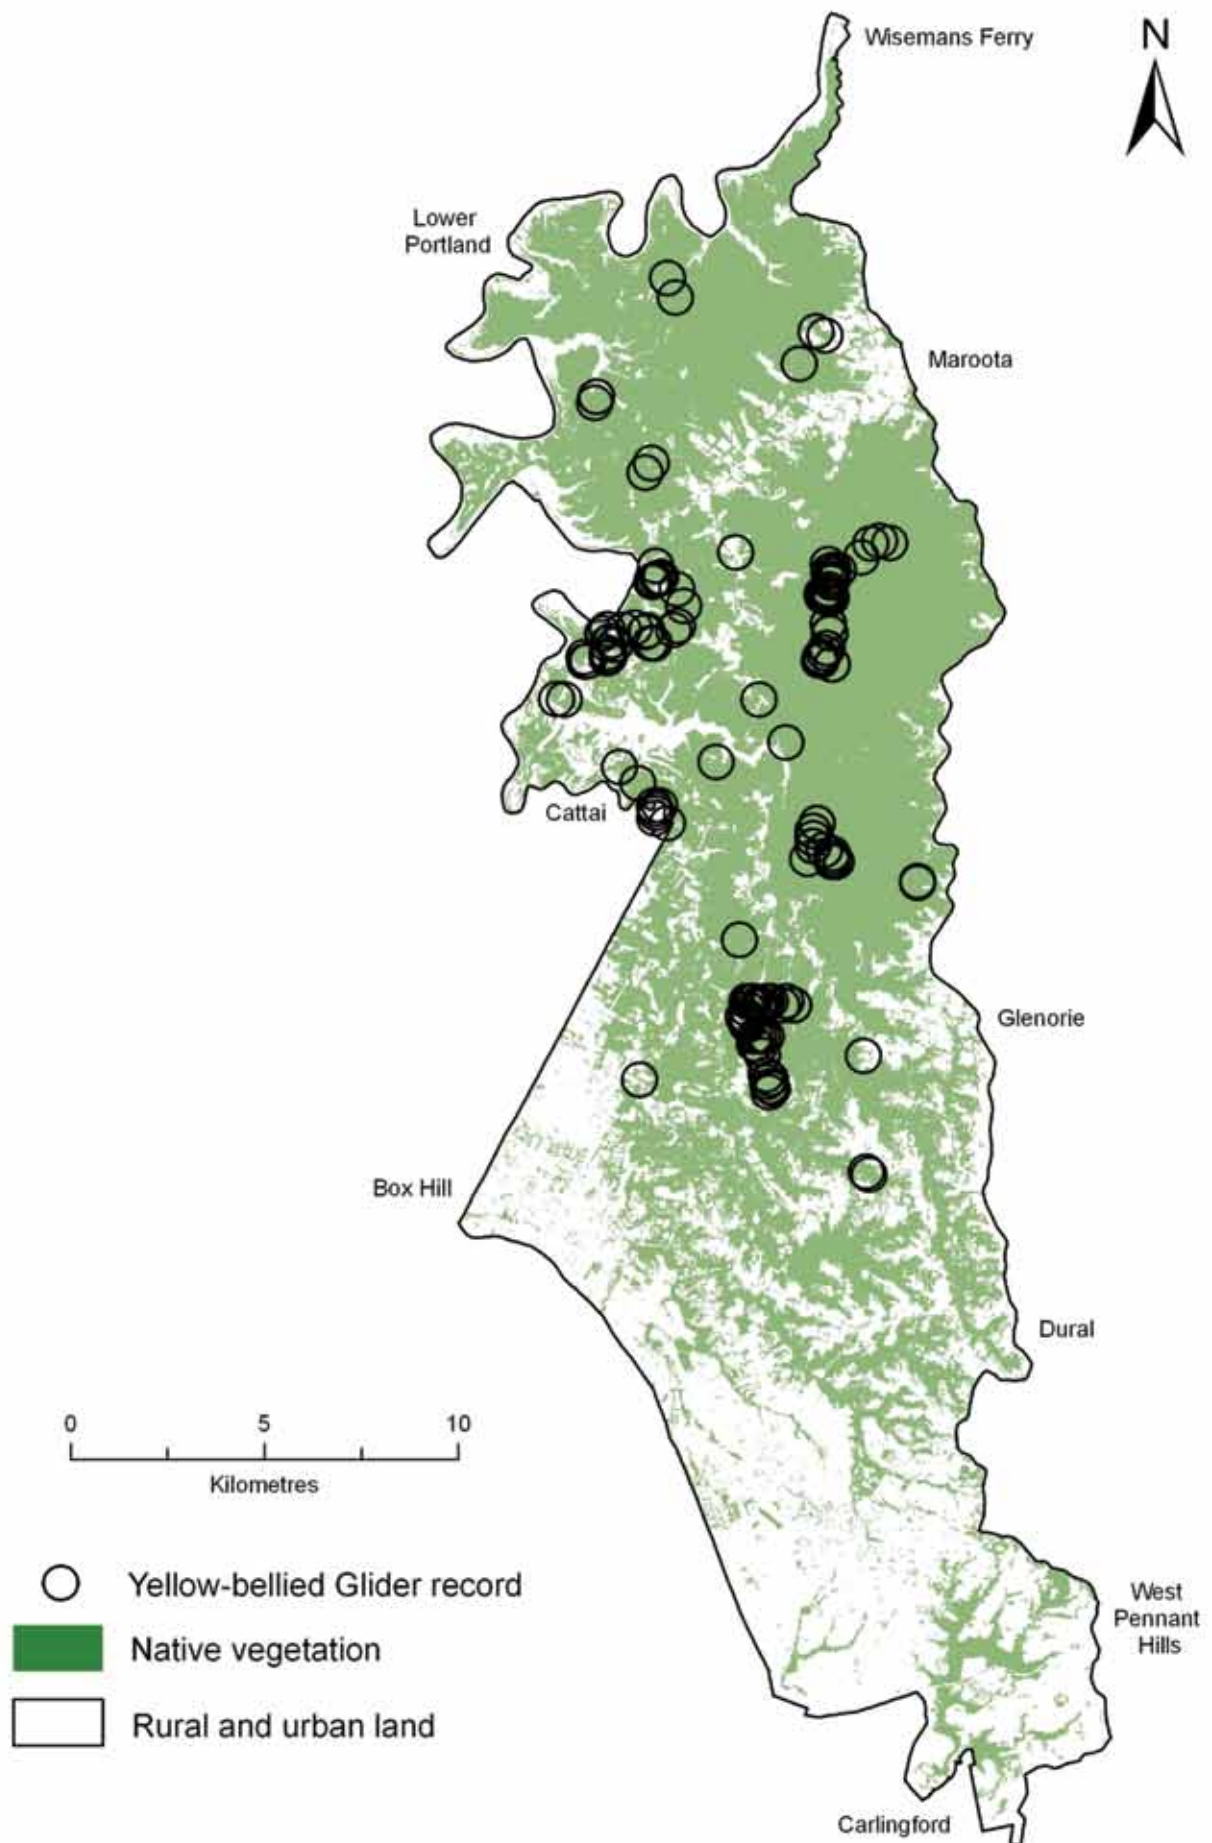 Wisemans Ferry
N
Lower
Portland
Maroota
Cattai
Glenorie
Box Hill
Dural
0 5 10
Kilometres
Yellow-bellied Glider record
Native vegetation
Rural and urban land
West
Pennant
Hills
Carlingford